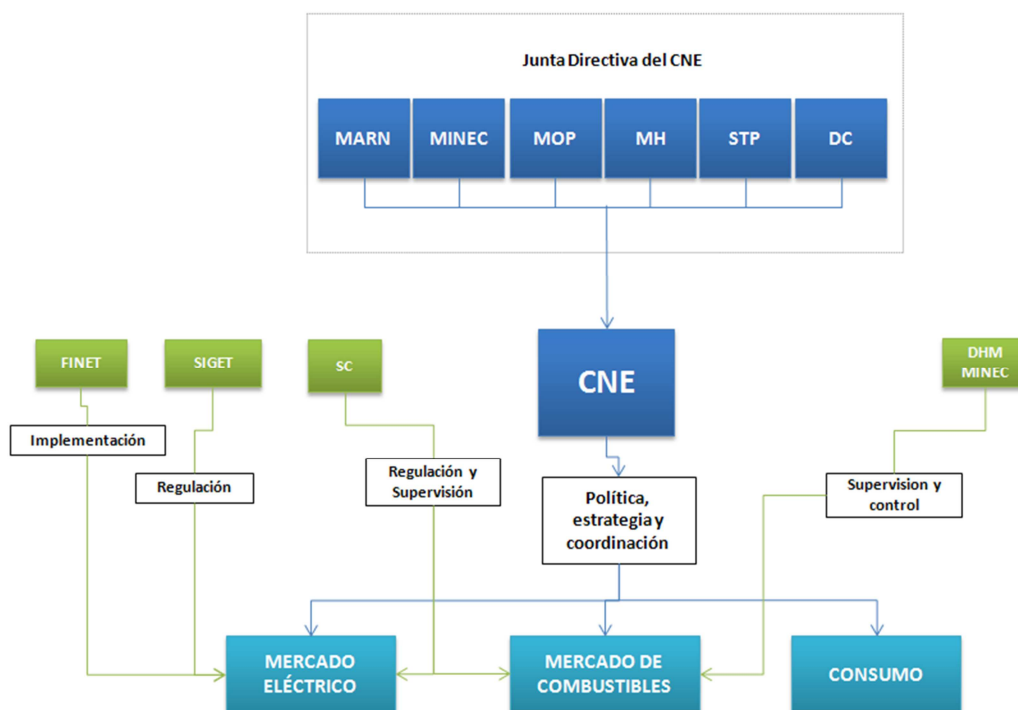 Junta Directiva del CNE
MARN
MINEC
MOP
MH
STP
DC
FINET
SIGET
SC
CNE
DHM
MINEC
Implementación
Regulación
Regulación y
Supervisión
Política,
estrategia y
coordinación
Supervision y
control
MERCADO
ELÉCTRICO
MERCADO DE
COMBUSTIBLES
CONSUMO